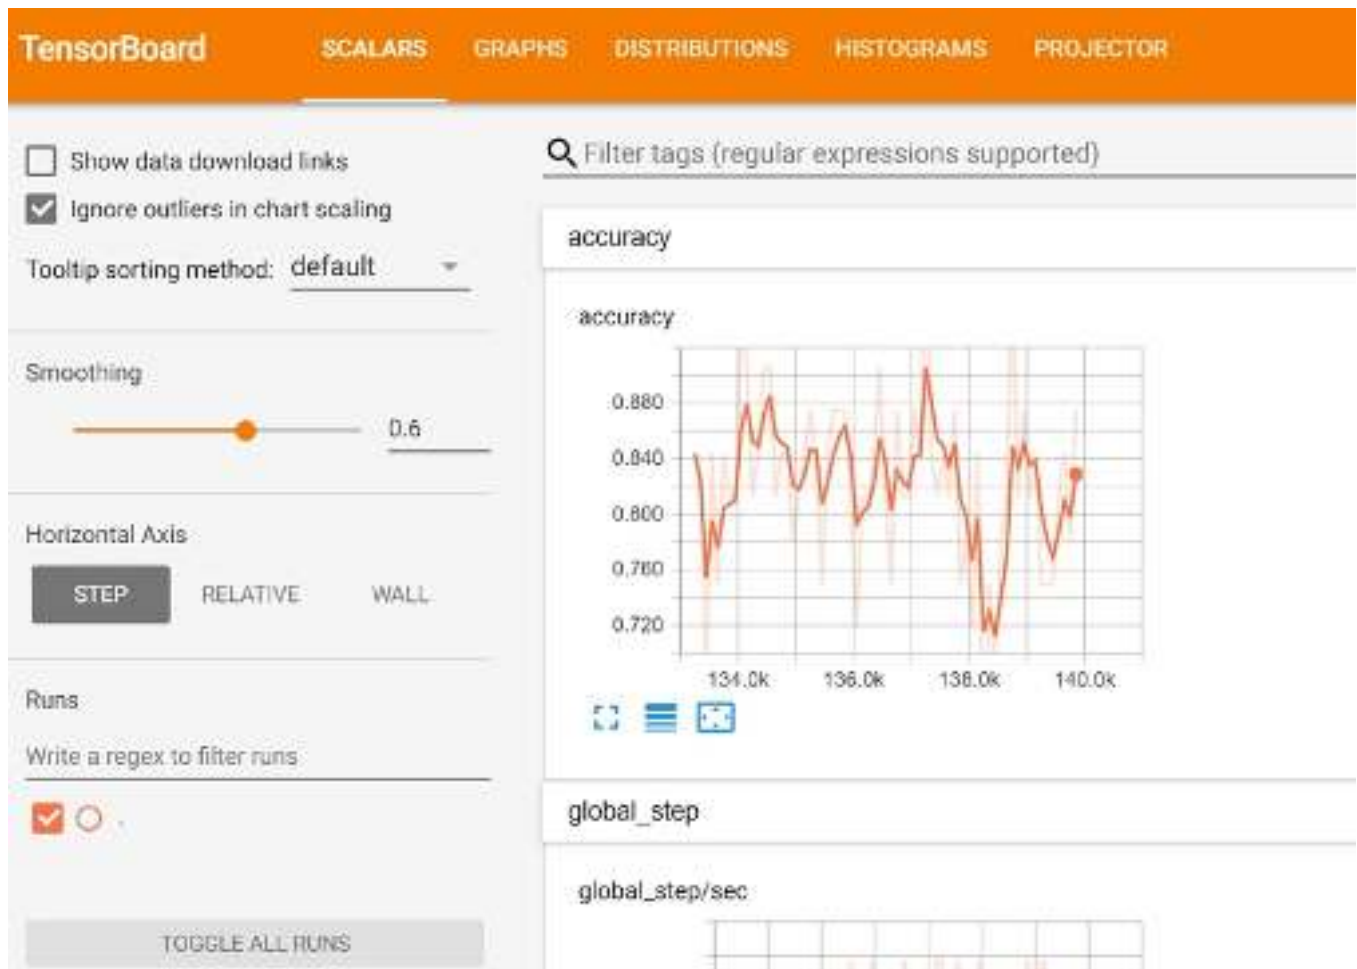 TensorBoard SCALARS GRAPHS DISTRIBUTIONS HISTOGRAMS PROJECTOR
Show data download links
Ignore outliers in chart scaling
Tooltip sorting method: default
Smoothing
0.6
Horizontal Axis
STEP RELATIVE WALL
Runs
Write a regex to filter runs
.
TOGGLE ALL RUNS
Filter tags (regular expressions supported)
accuracy
accuracy
0.880
0.840
0.800
0.760
0.720
134.0k 136.0k 138.0k 140.0k
global_step
global_step/sec